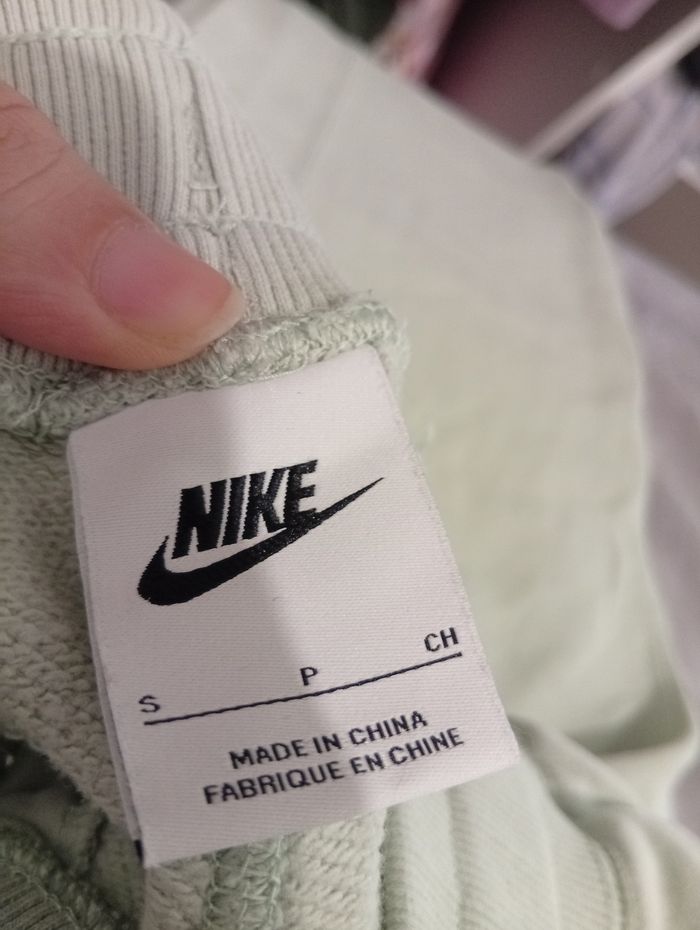 NIKE
S P CH
MADE IN CHINA
FABRIQUE EN CHINE